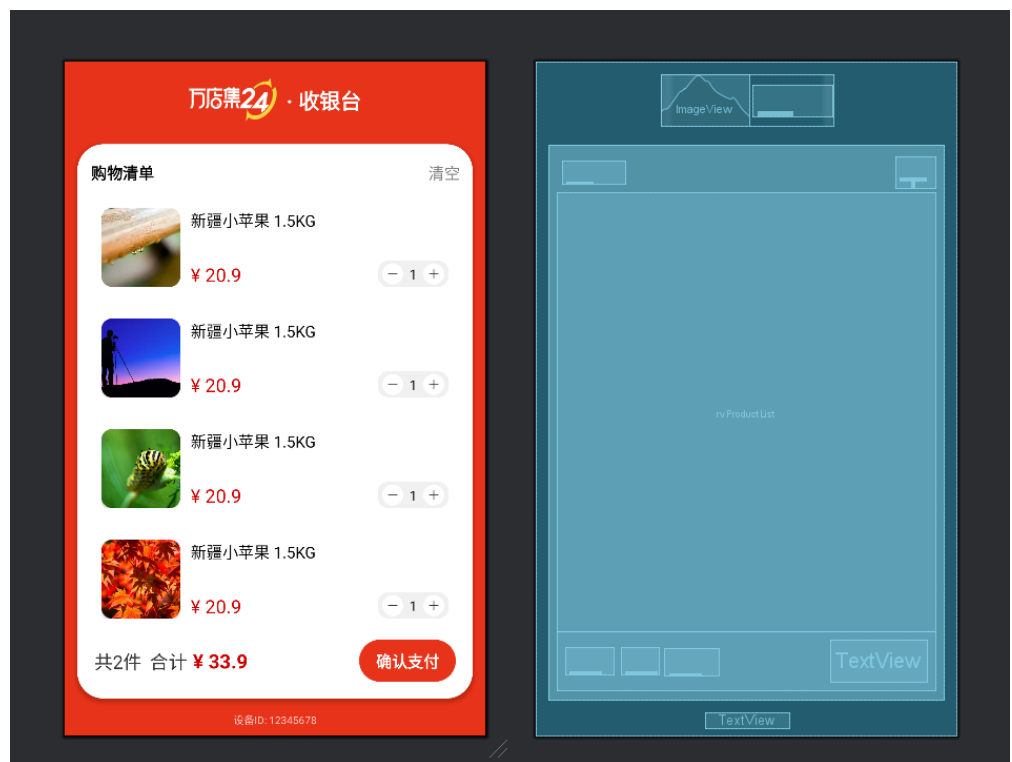 万店集24 · 收银台
购物清单 清空
新疆小苹果 1.5KG
¥ 20.9 − 1 +
新疆小苹果 1.5KG
¥ 20.9 − 1 +
新疆小苹果 1.5KG
¥ 20.9 − 1 +
新疆小苹果 1.5KG
¥ 20.9 − 1 +
共2件 合计 ¥ 33.9 确认支付
设备ID: 12345678
ImageView
rvProductList
TextView
TextView